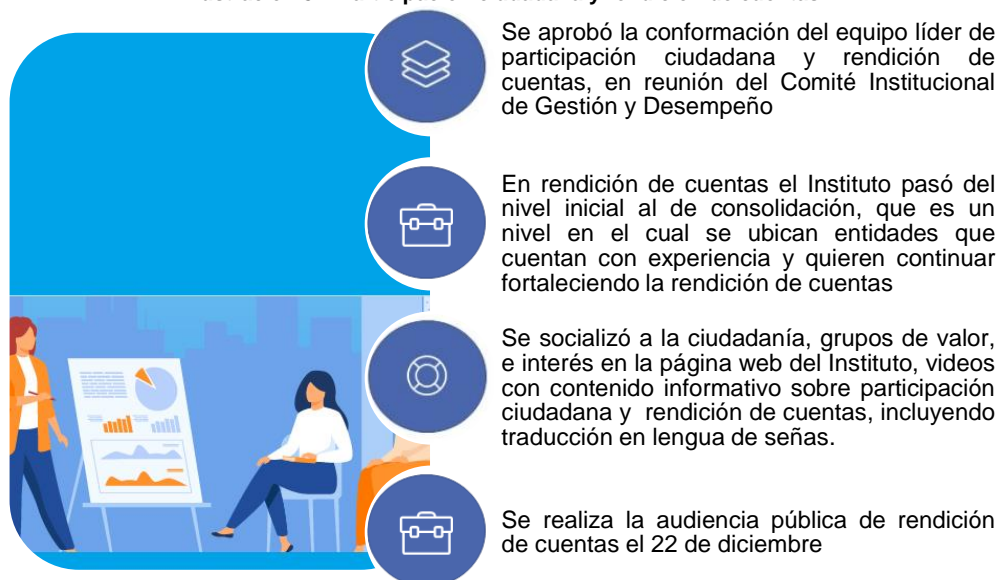 Se aprobó la conformación del equipo líder de
participación ciudadana y rendición de
cuentas, en reunión del Comité Institucional
de Gestión y Desempeño
En rendición de cuentas el Instituto pasó del
nivel inicial al de consolidación, que es un
nivel en el cual se ubican entidades que
cuentan con experiencia y quieren continuar
fortaleciendo la rendición de cuentas
Se socializó a la ciudadanía, grupos de valor,
e interés en la página web del Instituto, videos
con contenido informativo sobre participación
ciudadana y rendición de cuentas, incluyendo
traducción en lengua de señas.
Se realiza la audiencia pública de rendición
de cuentas el 22 de diciembre